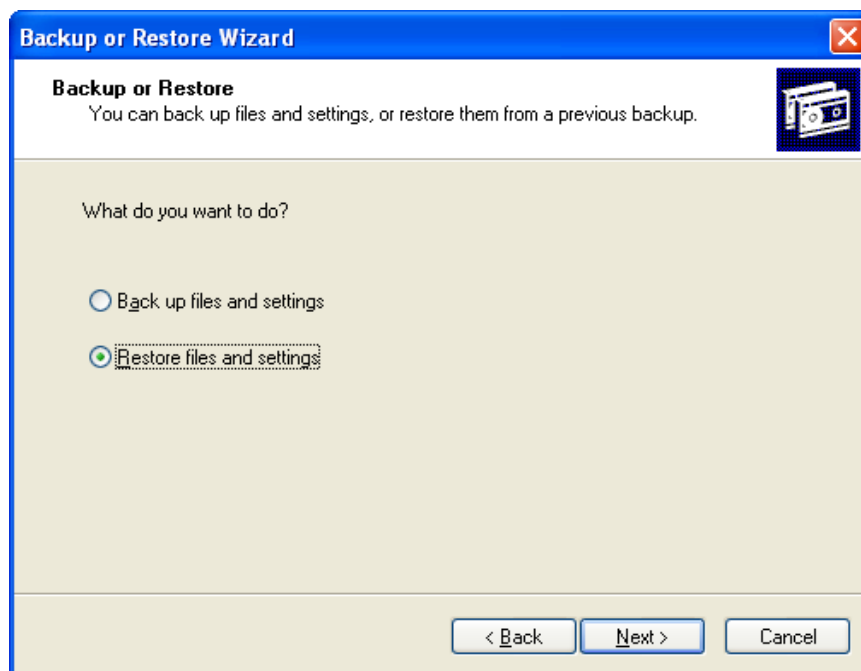 Backup or Restore Wizard
Backup or Restore
You can back up files and settings, or restore them from a previous backup.
What do you want to do?
Back up files and settings
Restore files and settings
< Back
Next >
Cancel